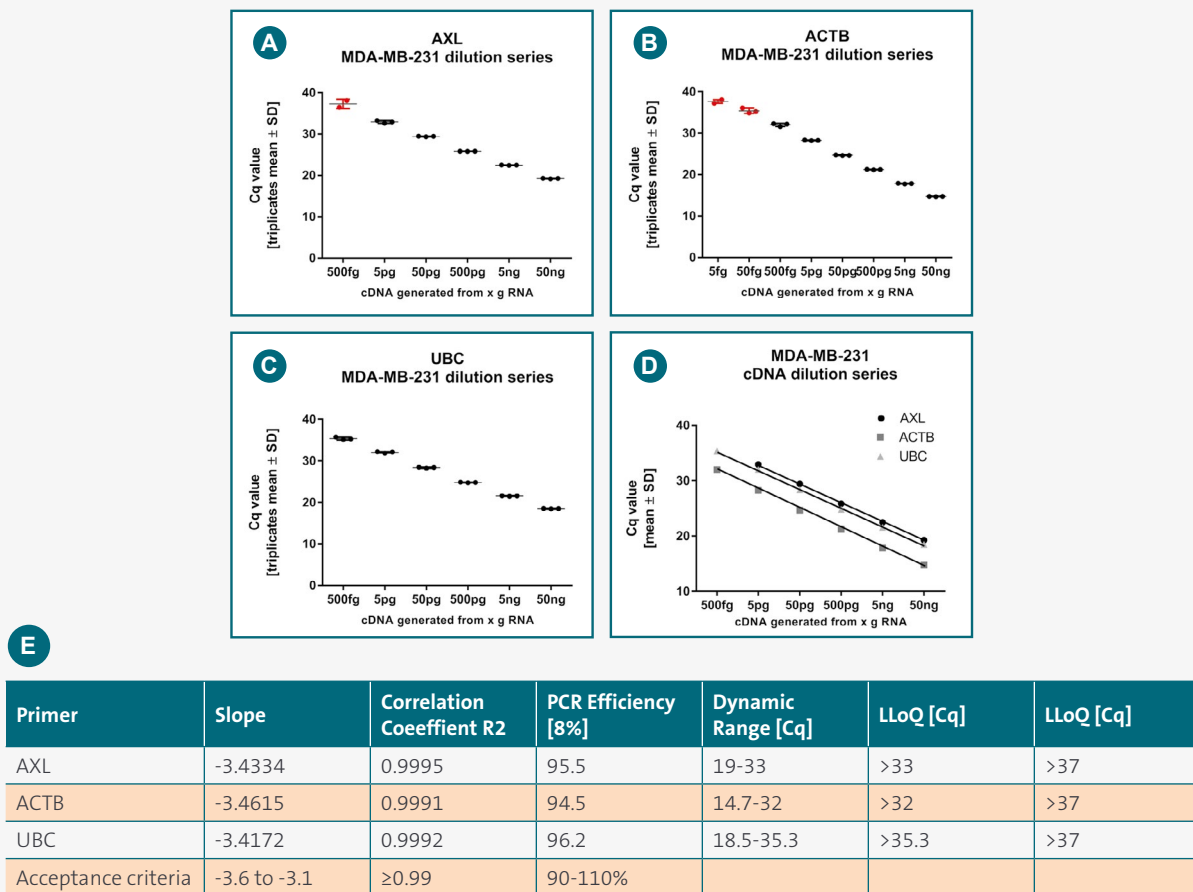 A
AXL
MDA-MB-231 dilution series
Cq value
[triplicates mean ± SD]
40
30
20
10
0
500fg 5pg 50pg 500pg 5ng 50ng
cDNA generated from x g RNA
B
ACTB
MDA-MB-231 dilution series
Cq value
[triplicates mean ± SD]
40
30
20
10
0
5fg 50fg 500fg 5pg 50pg 500pg 5ng 50ng
cDNA generated from x g RNA
C
UBC
MDA-MB-231 dilution series
Cq value
[triplicates mean ± SD]
40
30
20
10
0
500fg 5pg 50pg 500pg 5ng 50ng
cDNA generated from x g RNA
D
MDA-MB-231
cDNA dilution series
AXL
ACTB
UBC
Cq value
[mean ± SD]
40
30
20
10
500fg 5pg 50pg 500pg 5ng 50ng
cDNA generated from x g RNA
E
Primer Slope Correlation Coeeffient R2 PCR Efficiency [8%] Dynamic Range [Cq] LLoQ [Cq] LLoQ [Cq]
AXL -3.4334 0.9995 95.5 19-33 >33 >37
ACTB -3.4615 0.9991 94.5 14.7-32 >32 >37
UBC -3.4172 0.9992 96.2 18.5-35.3 >35.3 >37
Acceptance criteria -3.6 to -3.1 ≥0.99 90-110%